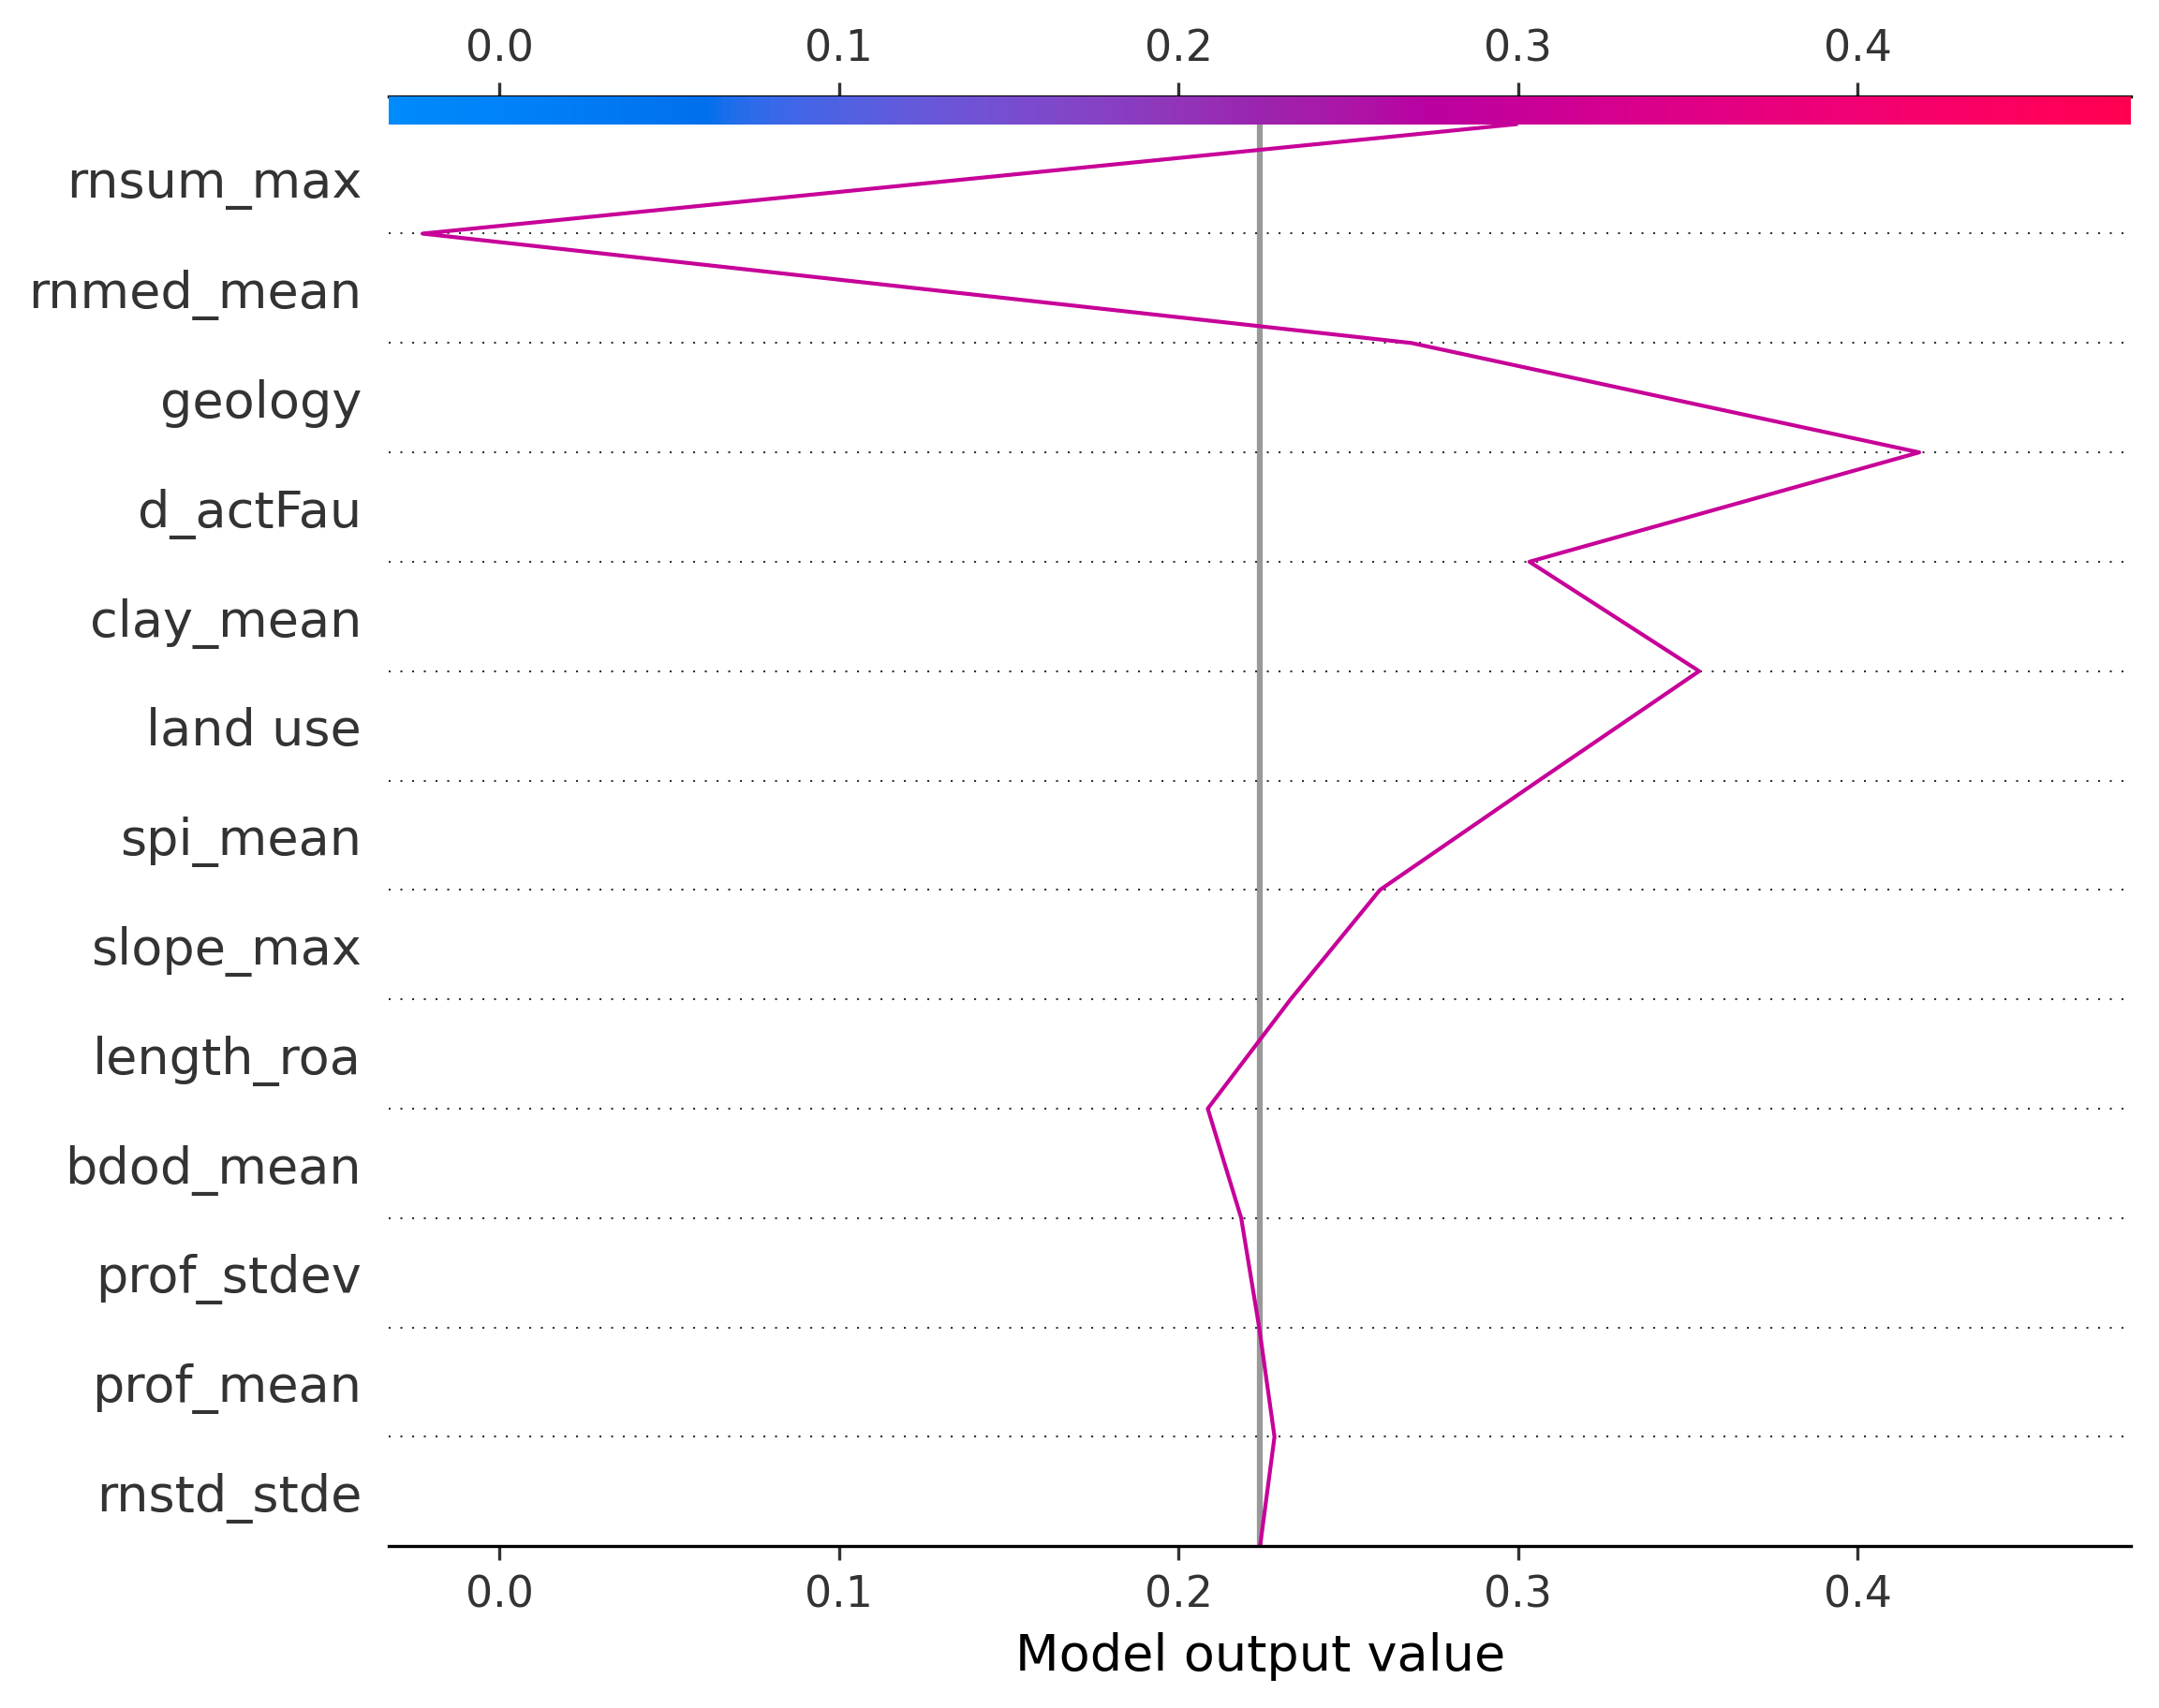 0.0 0.1 0.2 0.3 0.4
rnsum_max
rnmed_mean
geology
d_actFau
clay_mean
land use
spi_mean
slope_max
length_roa
bdod_mean
prof_stdev
prof_mean
rnstd_stde
0.0 0.1 0.2 0.3 0.4
Model output value